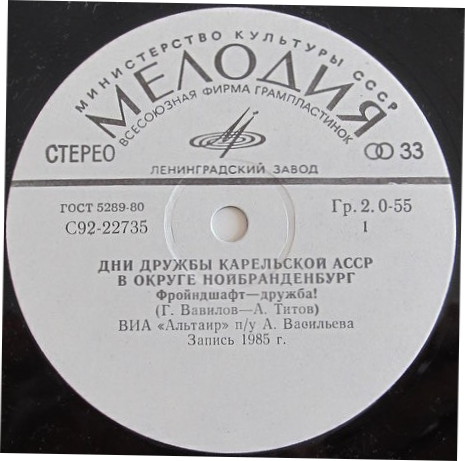 МИНИСТЕРСТВО КУЛЬТУРЫ СССР
МЕЛОДИЯ
ВСЕСОЮЗНАЯ ФИРМА ГРАМПЛАСТИНОК
СТЕРЕО 33
ЛЕНИНГРАДСКИЙ ЗАВОД
ГОСТ 5289-80 Гр. 2. 0-55
С92-22735 1
ДНИ ДРУЖБЫ КАРЕЛЬСКОЙ АССР
В ОКРУГЕ НОЙБРАНДЕНБУРГ
Фройндшафт—дружба!
(Г. Вавилов—А. Титов)
ВИА «Альтаир» п/у А. Васильева
Запись 1985 г.